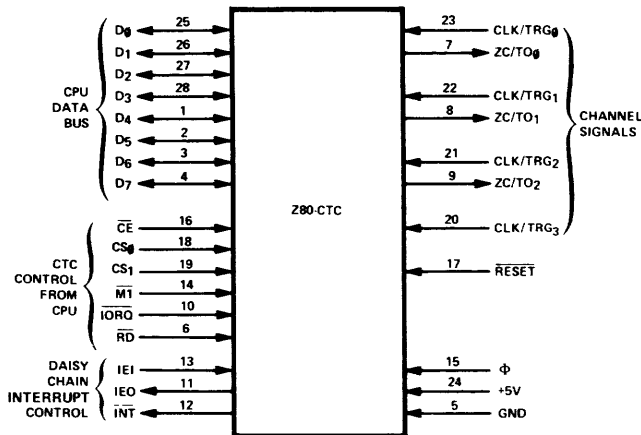 CPU
DATA
BUS
D0 25
D1 26
D2 27
D3 28
D4 1
D5 2
D6 3
D7 4
CTC
CONTROL
FROM
CPU
CE 16
CS0 18
CS1 19
M1 14
IORQ 10
RD 6
DAISY
CHAIN
INTERRUPT
CONTROL
IEI 13
IEO 11
INT 12
Z80-CTC
23 CLK/TRG0
7 ZC/TO0
22 CLK/TRG1
8 ZC/TO1
21 CLK/TRG2
9 ZC/TO2
20 CLK/TRG3
CHANNEL
SIGNALS
17 RESET
15 Φ
24 +5V
5 GND